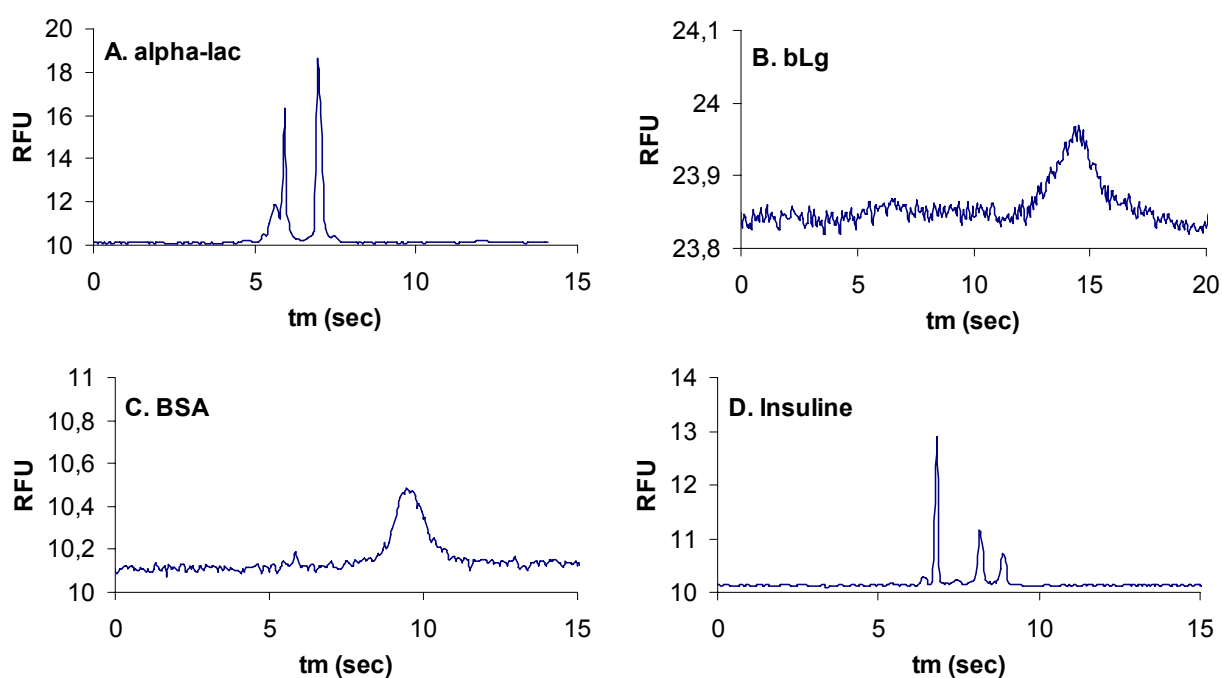 A. alpha-lac
RFU
20
18
16
14
12
10
0 5 10 15
tm (sec)
B. bLg
RFU
24,1
24
23,9
23,8
0 5 10 15 20
tm (sec)
C. BSA
RFU
11
10,8
10,6
10,4
10,2
10
0 5 10 15
tm (sec)
D. Insuline
RFU
14
13
12
11
10
0 5 10 15
tm (sec)